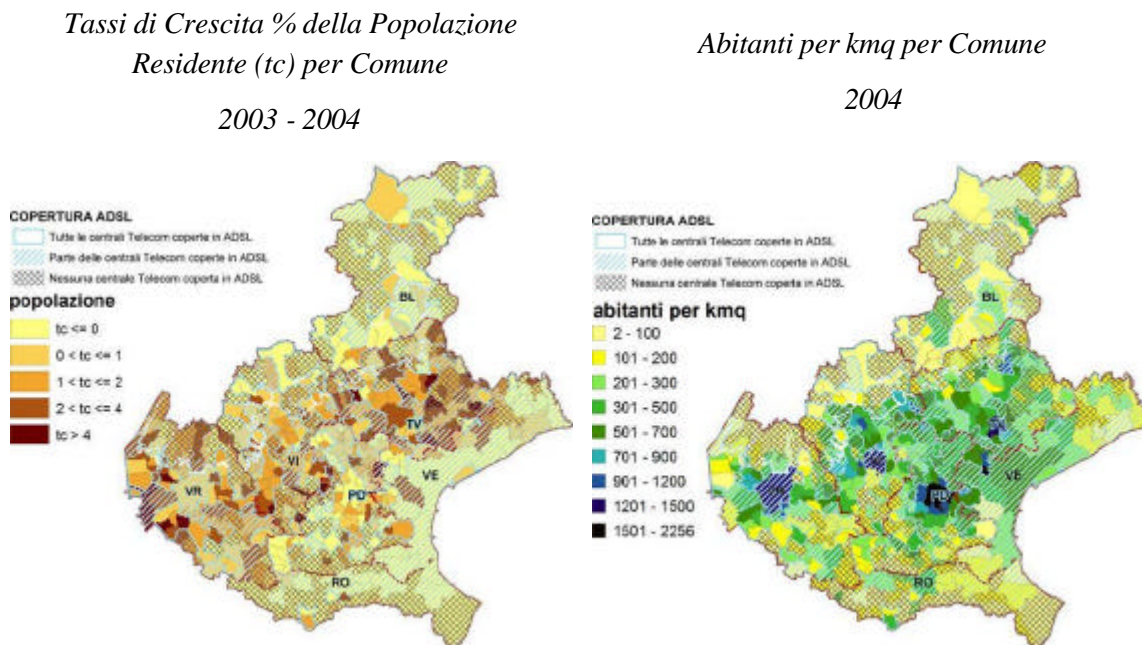 Tassi di Crescita % della Popolazione
Residente (tc) per Comune
2003 - 2004
COPERTURA ADSL
Tutte le centrali Telecom coperte in ADSL
Parte delle centrali Telecom coperte in ADSL
Nessuna centrale Telecom coperta in ADSL
popolazione
tc <= 0
0 < tc <= 1
1 < tc <= 2
2 < tc <= 4
tc > 4
BL
TV
VI
VE
VR
PD
RO
Abitanti per kmq per Comune
2004
COPERTURA ADSL
Tutte le centrali Telecom coperte in ADSL
Parte delle centrali Telecom coperte in ADSL
Nessuna centrale Telecom coperta in ADSL
abitanti per kmq
2 - 100
101 - 200
201 - 300
301 - 500
501 - 700
701 - 900
901 - 1200
1201 - 1500
1501 - 2256
BL
VE
PD
RO